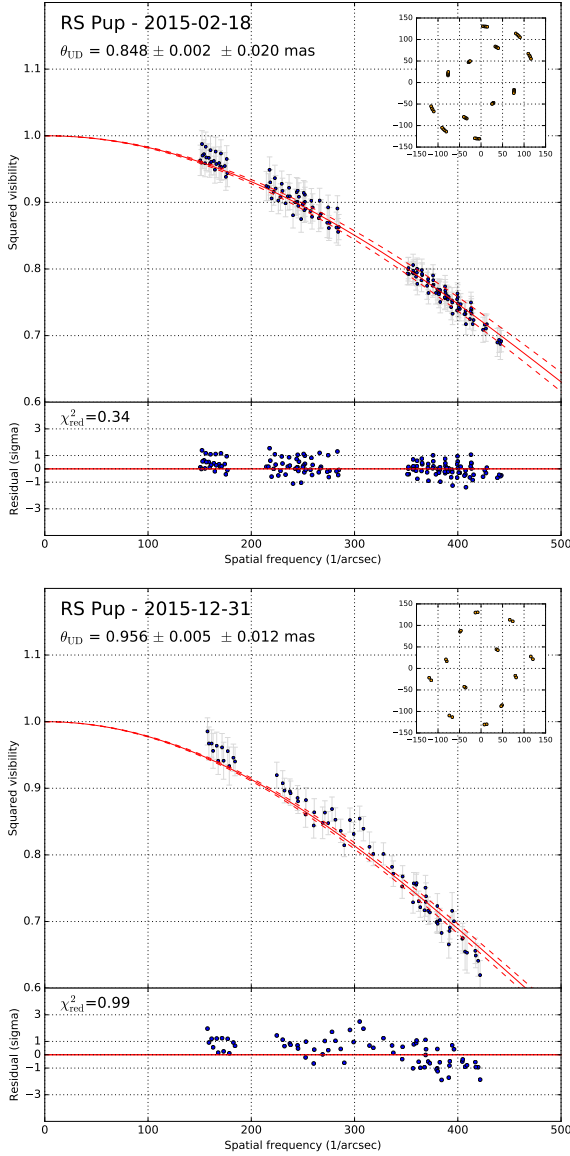 RS Pup - 2015-02-18
θUD = 0.848 ± 0.002 ± 0.020 mas
150
100
50
0
−50
−100
−150
−150 −100 −50 0 50 100 150
1.1
1.0
0.9
0.8
0.7
0.6
Squared visibility
χ²red=0.34
3
1
0
−1
−3
Residual (sigma)
0 100 200 300 400 500
Spatial frequency (1/arcsec)
RS Pup - 2015-12-31
θUD = 0.956 ± 0.005 ± 0.012 mas
150
100
50
0
−50
−100
−150
−150 −100 −50 0 50 100 150
1.1
1.0
0.9
0.8
0.7
0.6
Squared visibility
χ²red=0.99
3
1
0
−1
−3
Residual (sigma)
0 100 200 300 400 500
Spatial frequency (1/arcsec)